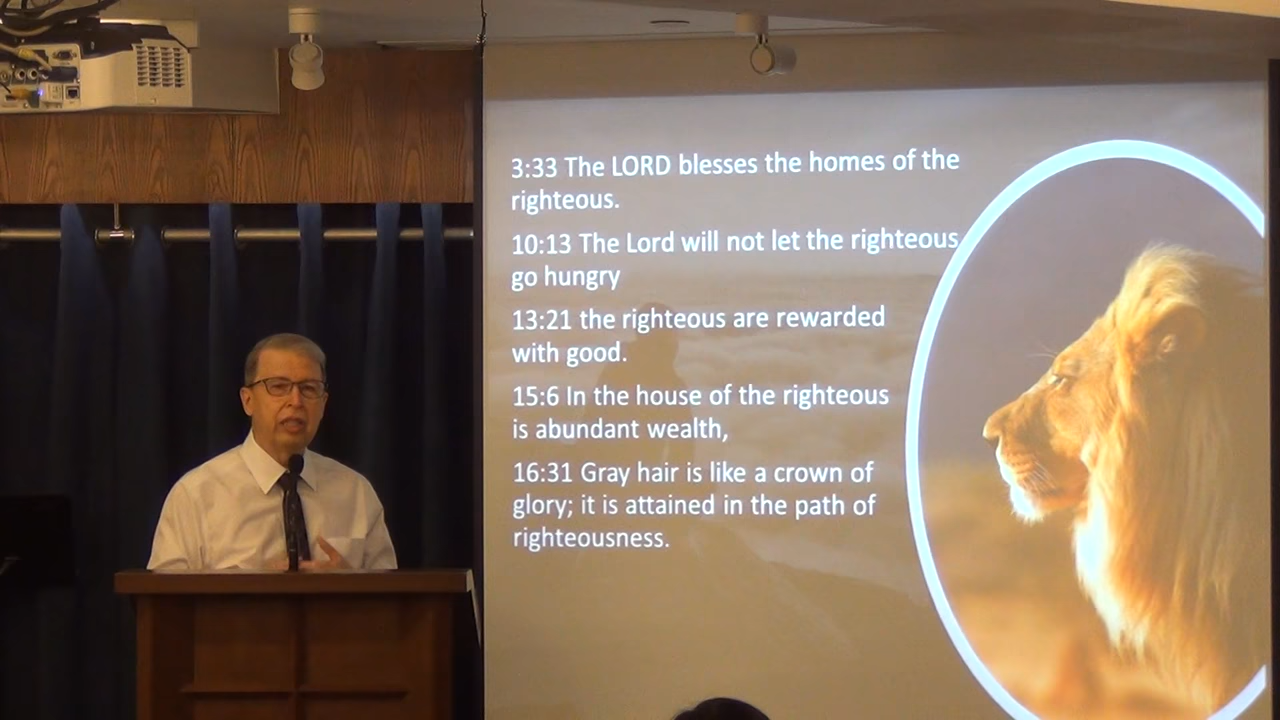 3:33 The LORD blesses the homes of the
righteous.
10:13 The Lord will not let the righteous
go hungry
13:21 the righteous are rewarded
with good.
15:6 In the house of the righteous
is abundant wealth,
16:31 Gray hair is like a crown of
glory; it is attained in the path of
righteousness.